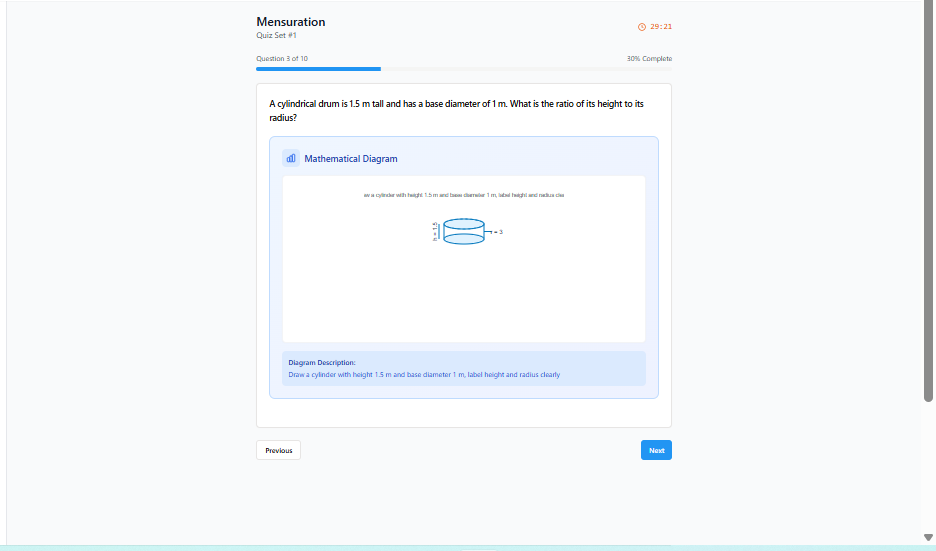 Mensuration
Quiz Set #1
29:21
Question 3 of 10
30% Complete
A cylindrical drum is 1.5 m tall and has a base diameter of 1 m. What is the ratio of its height to its
radius?
Mathematical Diagram
aw a cylinder with height 1.5 m and base diameter 1 m, label height and radius clea
h = 1.5
r = 3
Diagram Description:
Draw a cylinder with height 1.5 m and base diameter 1 m, label height and radius clearly
Previous
Next